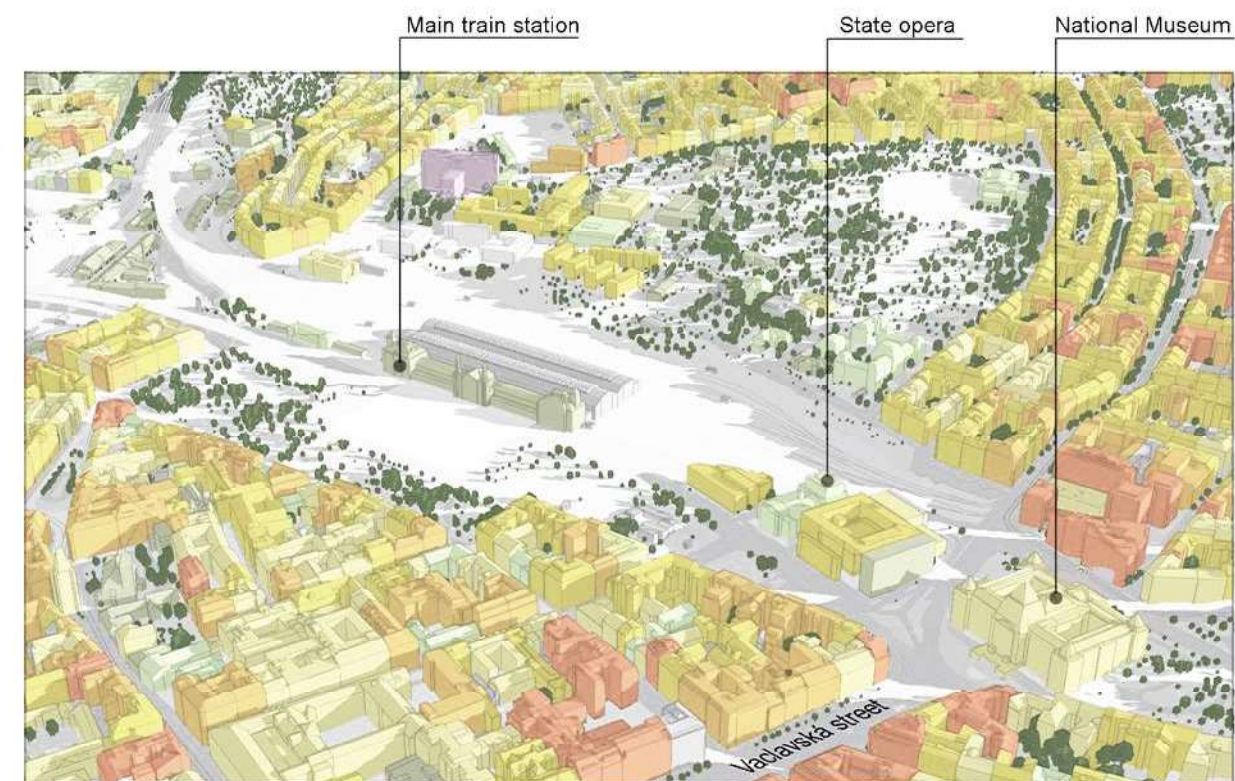 Main train station
State opera
National Museum
Vaclavská street